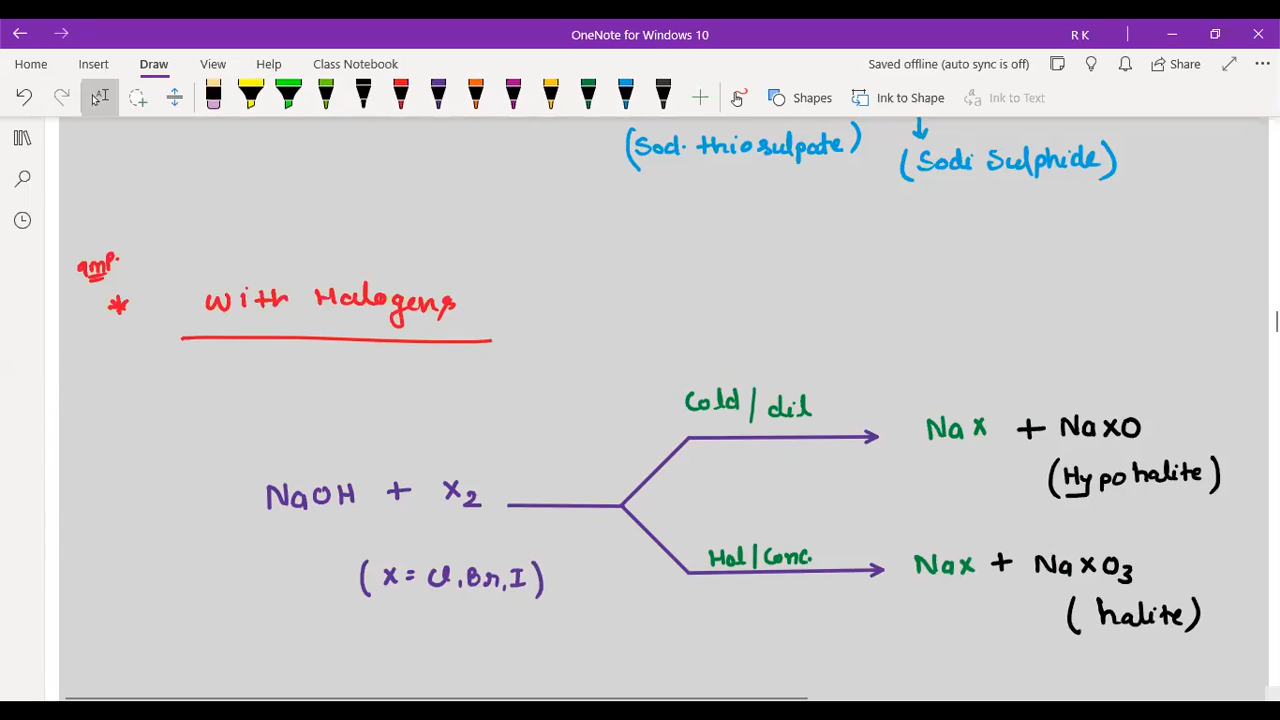 OneNote for Windows 10
R K
Home Insert Draw View Help Class Notebook
Saved offline (auto sync is off) Share
Shapes Ink to Shape Ink to Text
(Sod. thiosulpate)
(Sodi Sulphide)
Imp.
* With Halogens
Cold/dil
NaX + NaXO
(Hypohalite)
NaOH + X2
Hot/Conc.
NaX + NaXO3
(X = Cl, Br, I)
(halite)